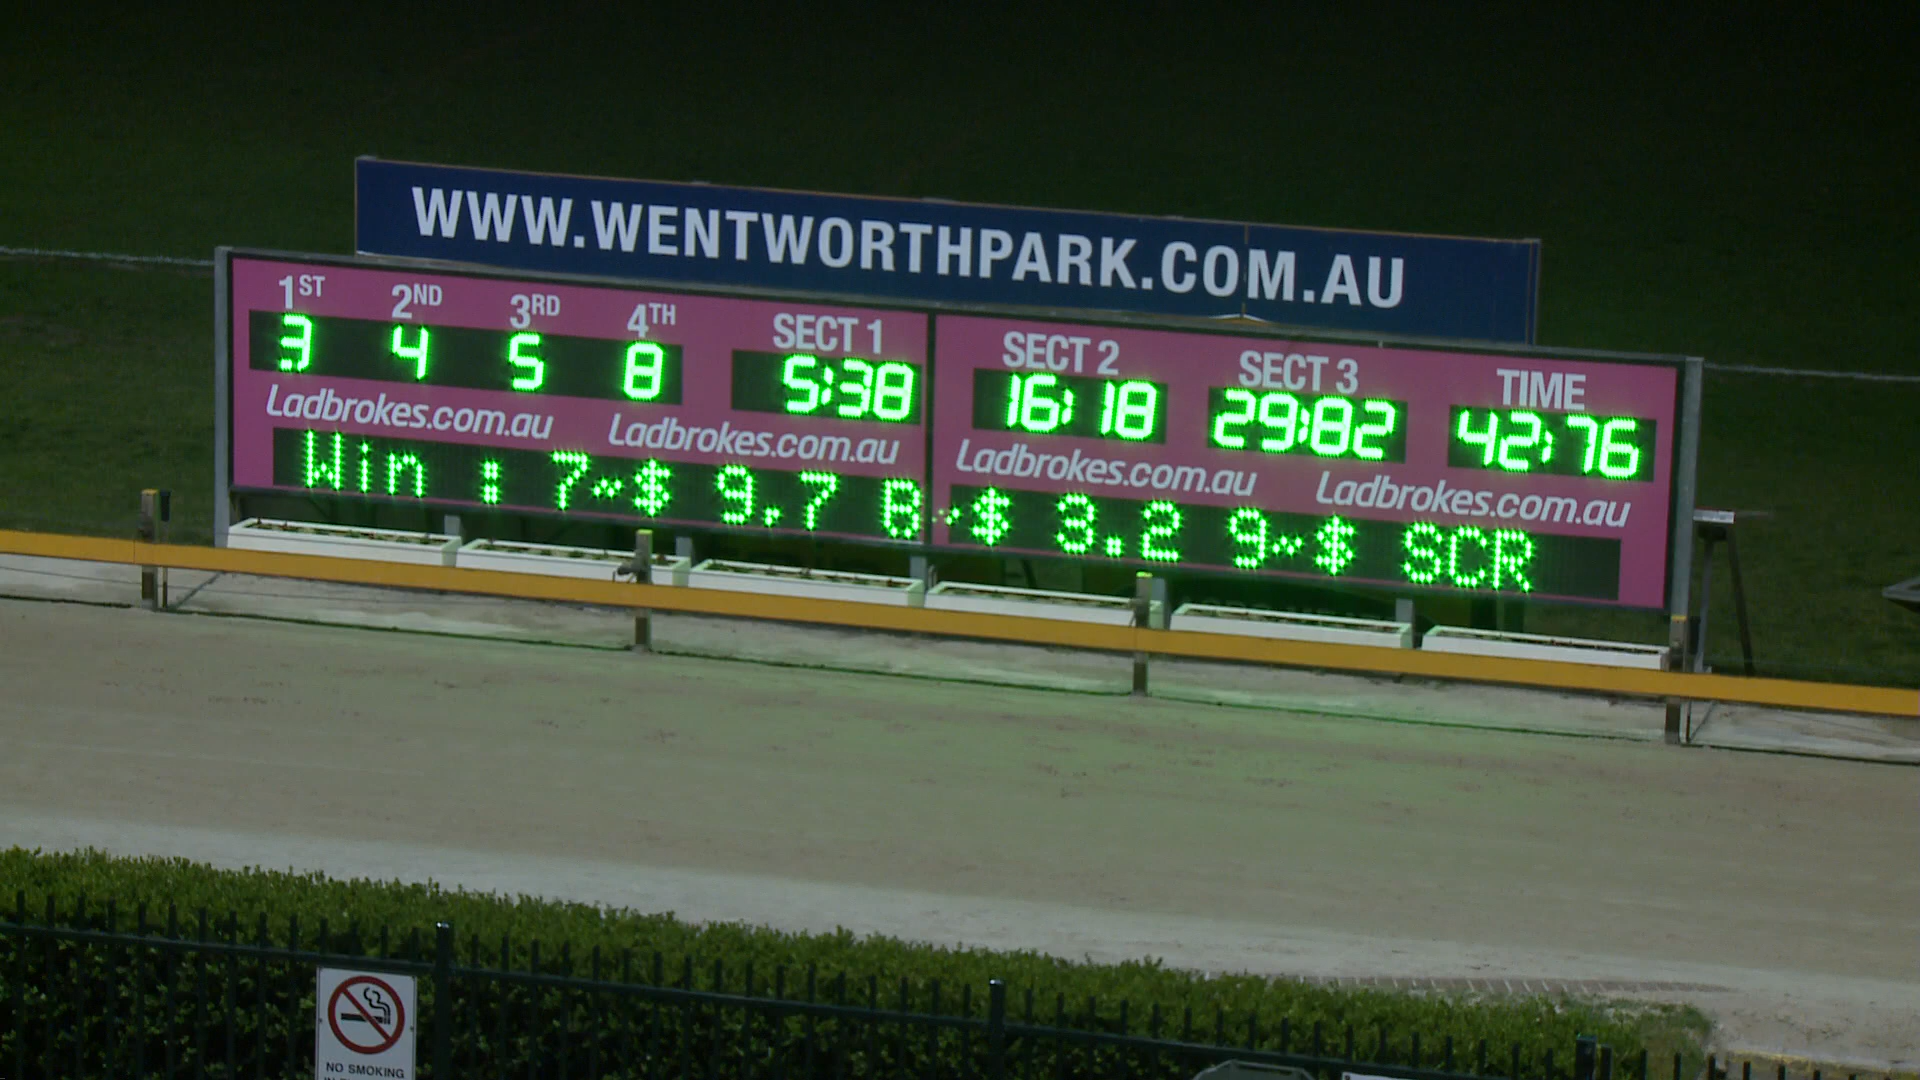 WWW.WENTWORTHPARK.COM.AU
1ST 2ND 3RD 4TH SECT 1 SECT 2 SECT 3 TIME
3 4 5 8 5:38 16:18 29:82 42:76
Ladbrokes.com.au Ladbrokes.com.au Ladbrokes.com.au Ladbrokes.com.au
Win : 7-$ 9.7 8-$ 3.2 9-$ SCR
NO SMOKING